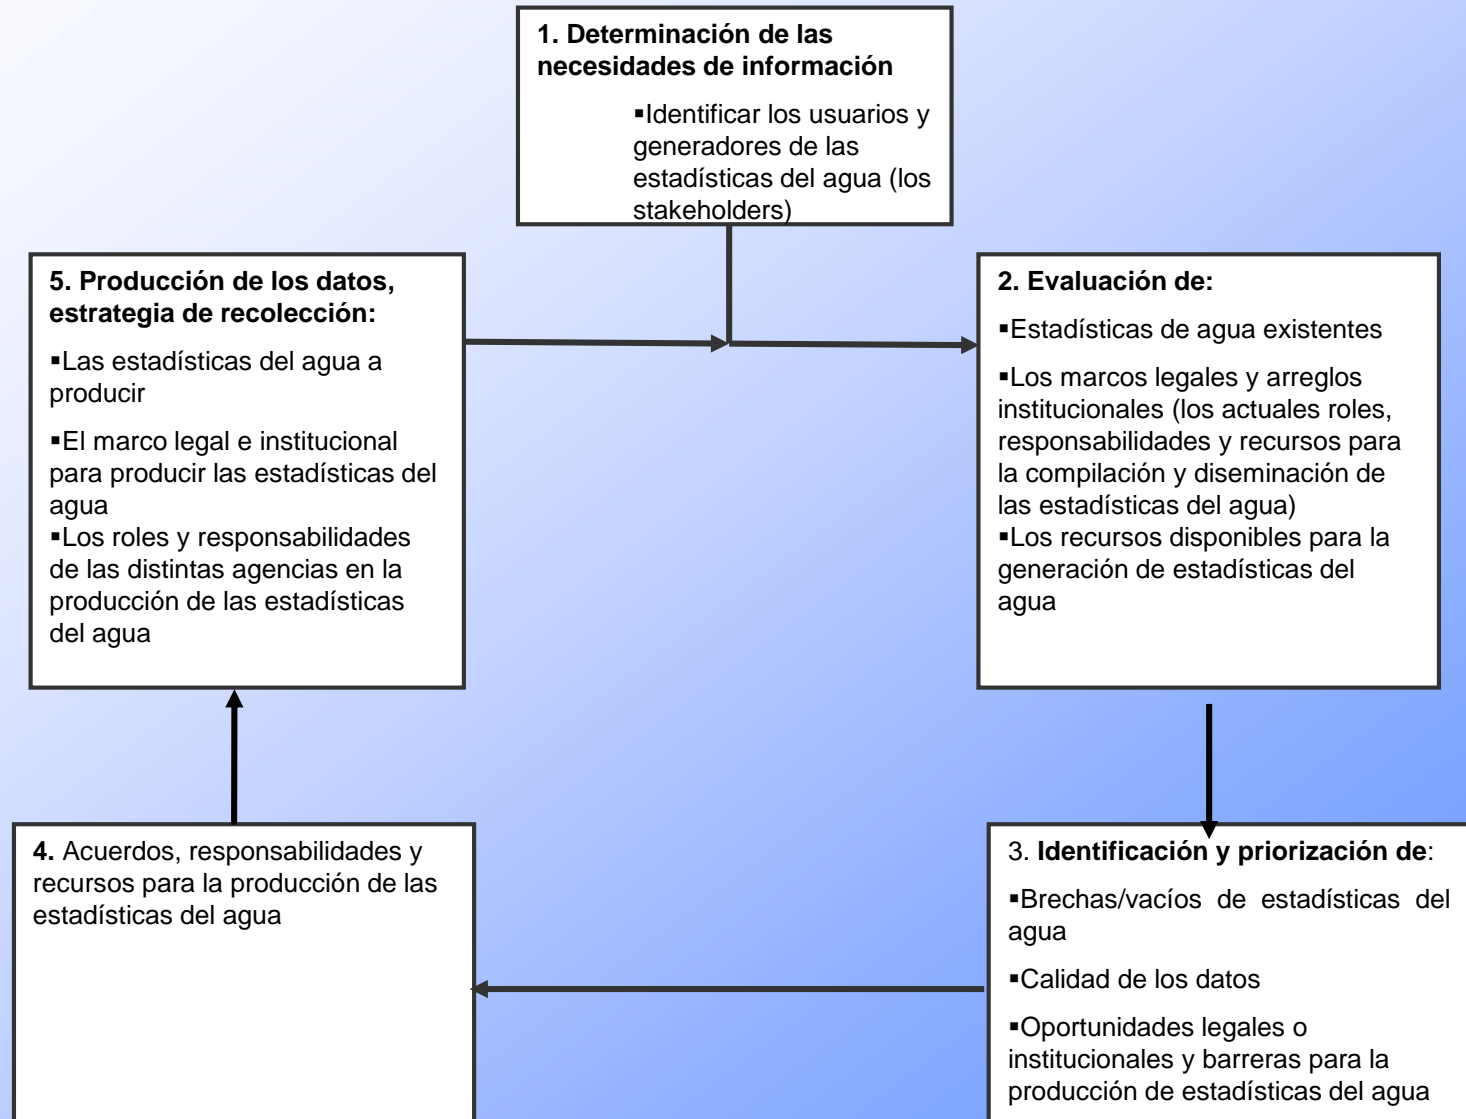 1. Determinación de las
necesidades de información
▪Identificar los usuarios y
generadores de las
estadísticas del agua (los
stakeholders)
5. Producción de los datos,
estrategia de recolección:
▪Las estadísticas del agua a
producir
▪El marco legal e institucional
para producir las estadísticas del
agua
▪Los roles y responsabilidades
de las distintas agencias en la
producción de las estadísticas
del agua
2. Evaluación de:
▪Estadísticas de agua existentes
▪Los marcos legales y arreglos
institucionales (los actuales roles,
responsabilidades y recursos para
la compilación y diseminación de
las estadísticas del agua)
▪Los recursos disponibles para la
generación de estadísticas del
agua
4. Acuerdos, responsabilidades y
recursos para la producción de las
estadísticas del agua
3. Identificación y priorización de:
▪Brechas/vacíos de estadísticas del
agua
▪Calidad de los datos
▪Oportunidades legales o
institucionales y barreras para la
producción de estadísticas del agua